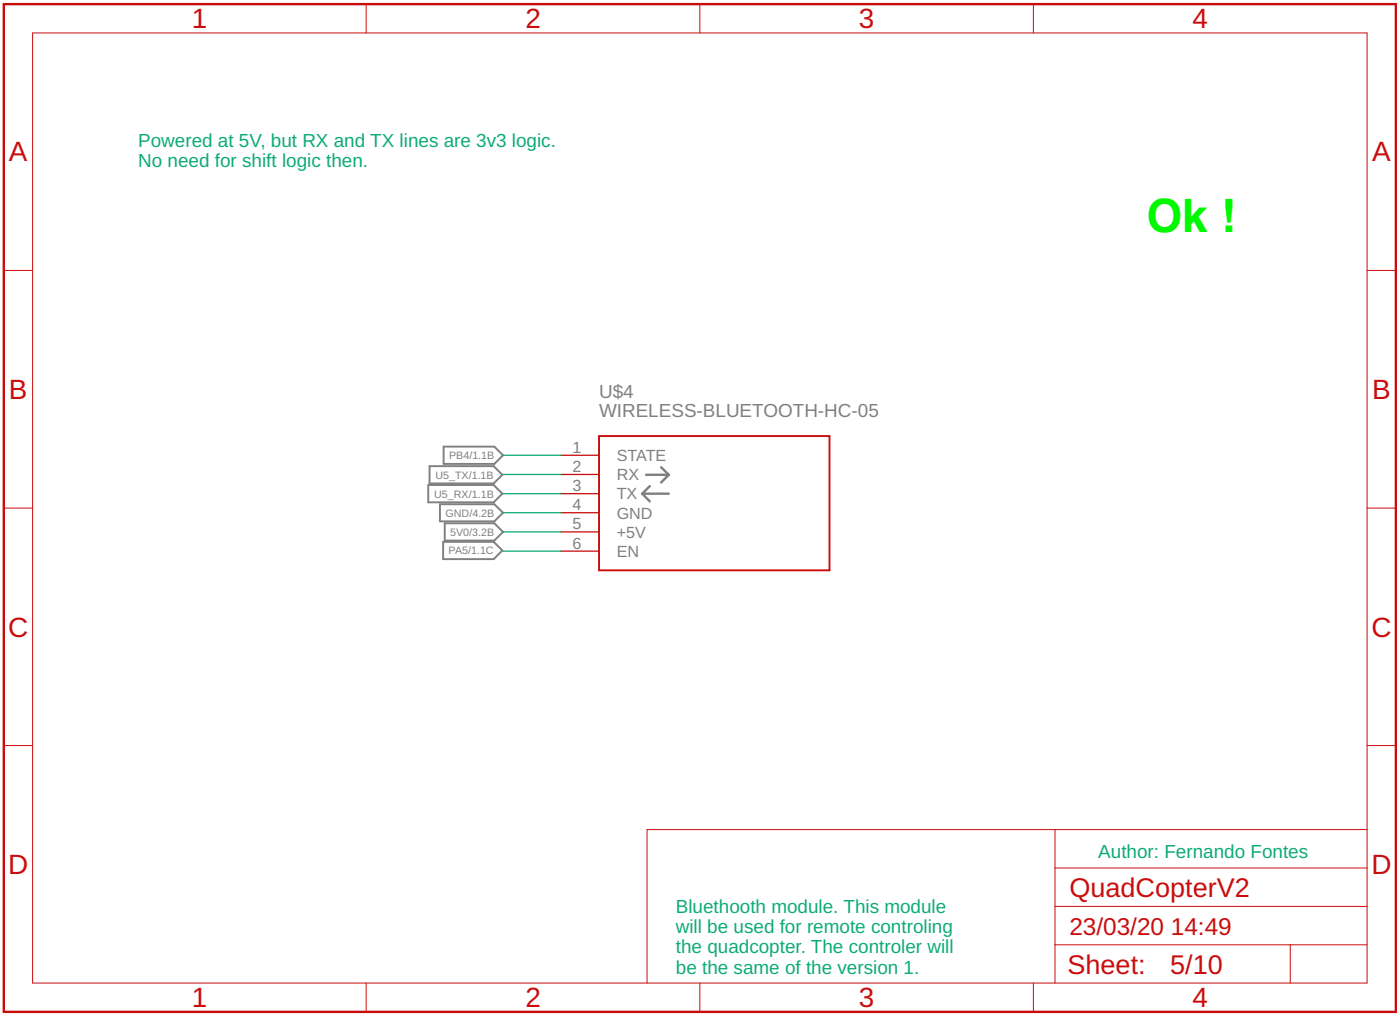 1 2 3 4
A A
Powered at 5V, but RX and TX lines are 3v3 logic.
No need for shift logic then.
Ok !
B B
U$4
WIRELESS-BLUETOOTH-HC-05
PB4/1.1B 1 STATE
U5_TX/1.1B 2 RX
U5_RX/1.1B 3 TX
GND/4.2B 4 GND
5V0/3.2B 5 +5V
PA5/1.1C 6 EN
C C
D D
Author: Fernando Fontes
QuadCopterV2
23/03/20 14:49
Sheet: 5/10
Bluethooth module. This module
will be used for remote controling
the quadcopter. The controler will
be the same of the version 1.
1 2 3 4